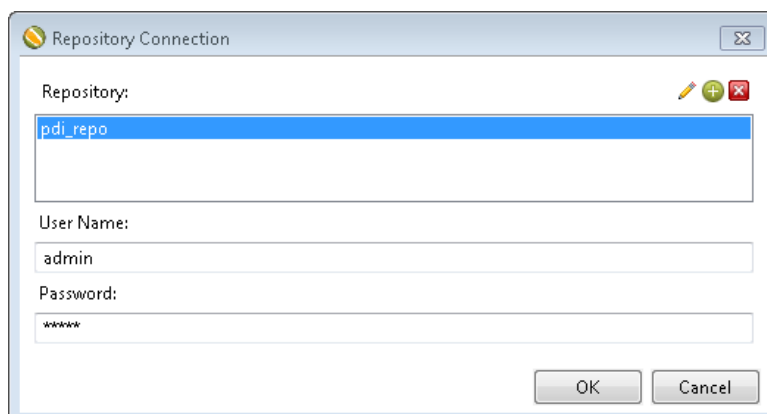 Repository Connection
Repository:
pdi_repo
User Name:
admin
Password:
*****
OK Cancel